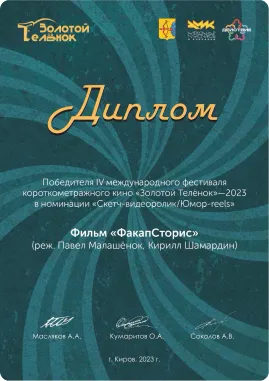 Золотой
Телёнок
Диплом
Победителя IV международного фестиваля
короткометражного кино «Золотой Телёнок»—2023
в номинации «Скетч-видеоролик/Юмор-reels»
Фильм «ФакапСторис»
(реж. Павел Малашёнок, Кирилл Шамардин)
Масляков А.А. Кумаритов О.А. Соколов А.В.
г. Киров. 2023 г.